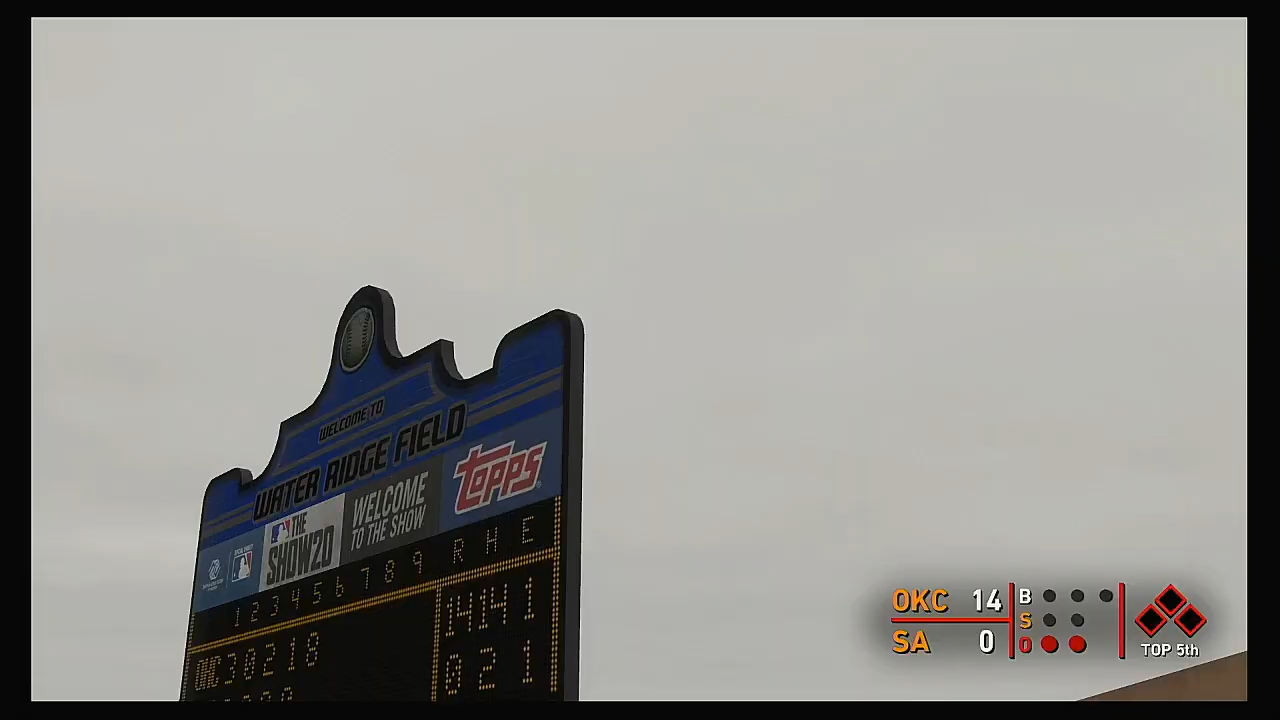 WELCOME TO
WATER RIDGE FIELD
THE SHOW20
WELCOME TO THE SHOW
TOPPS
1 2 3 4 5 6 7 8 9 R H E
OKC 3 0 2 1 8 14 14 1
0 2 1
OKC 14
SA 0
B
S
O
TOP 5th